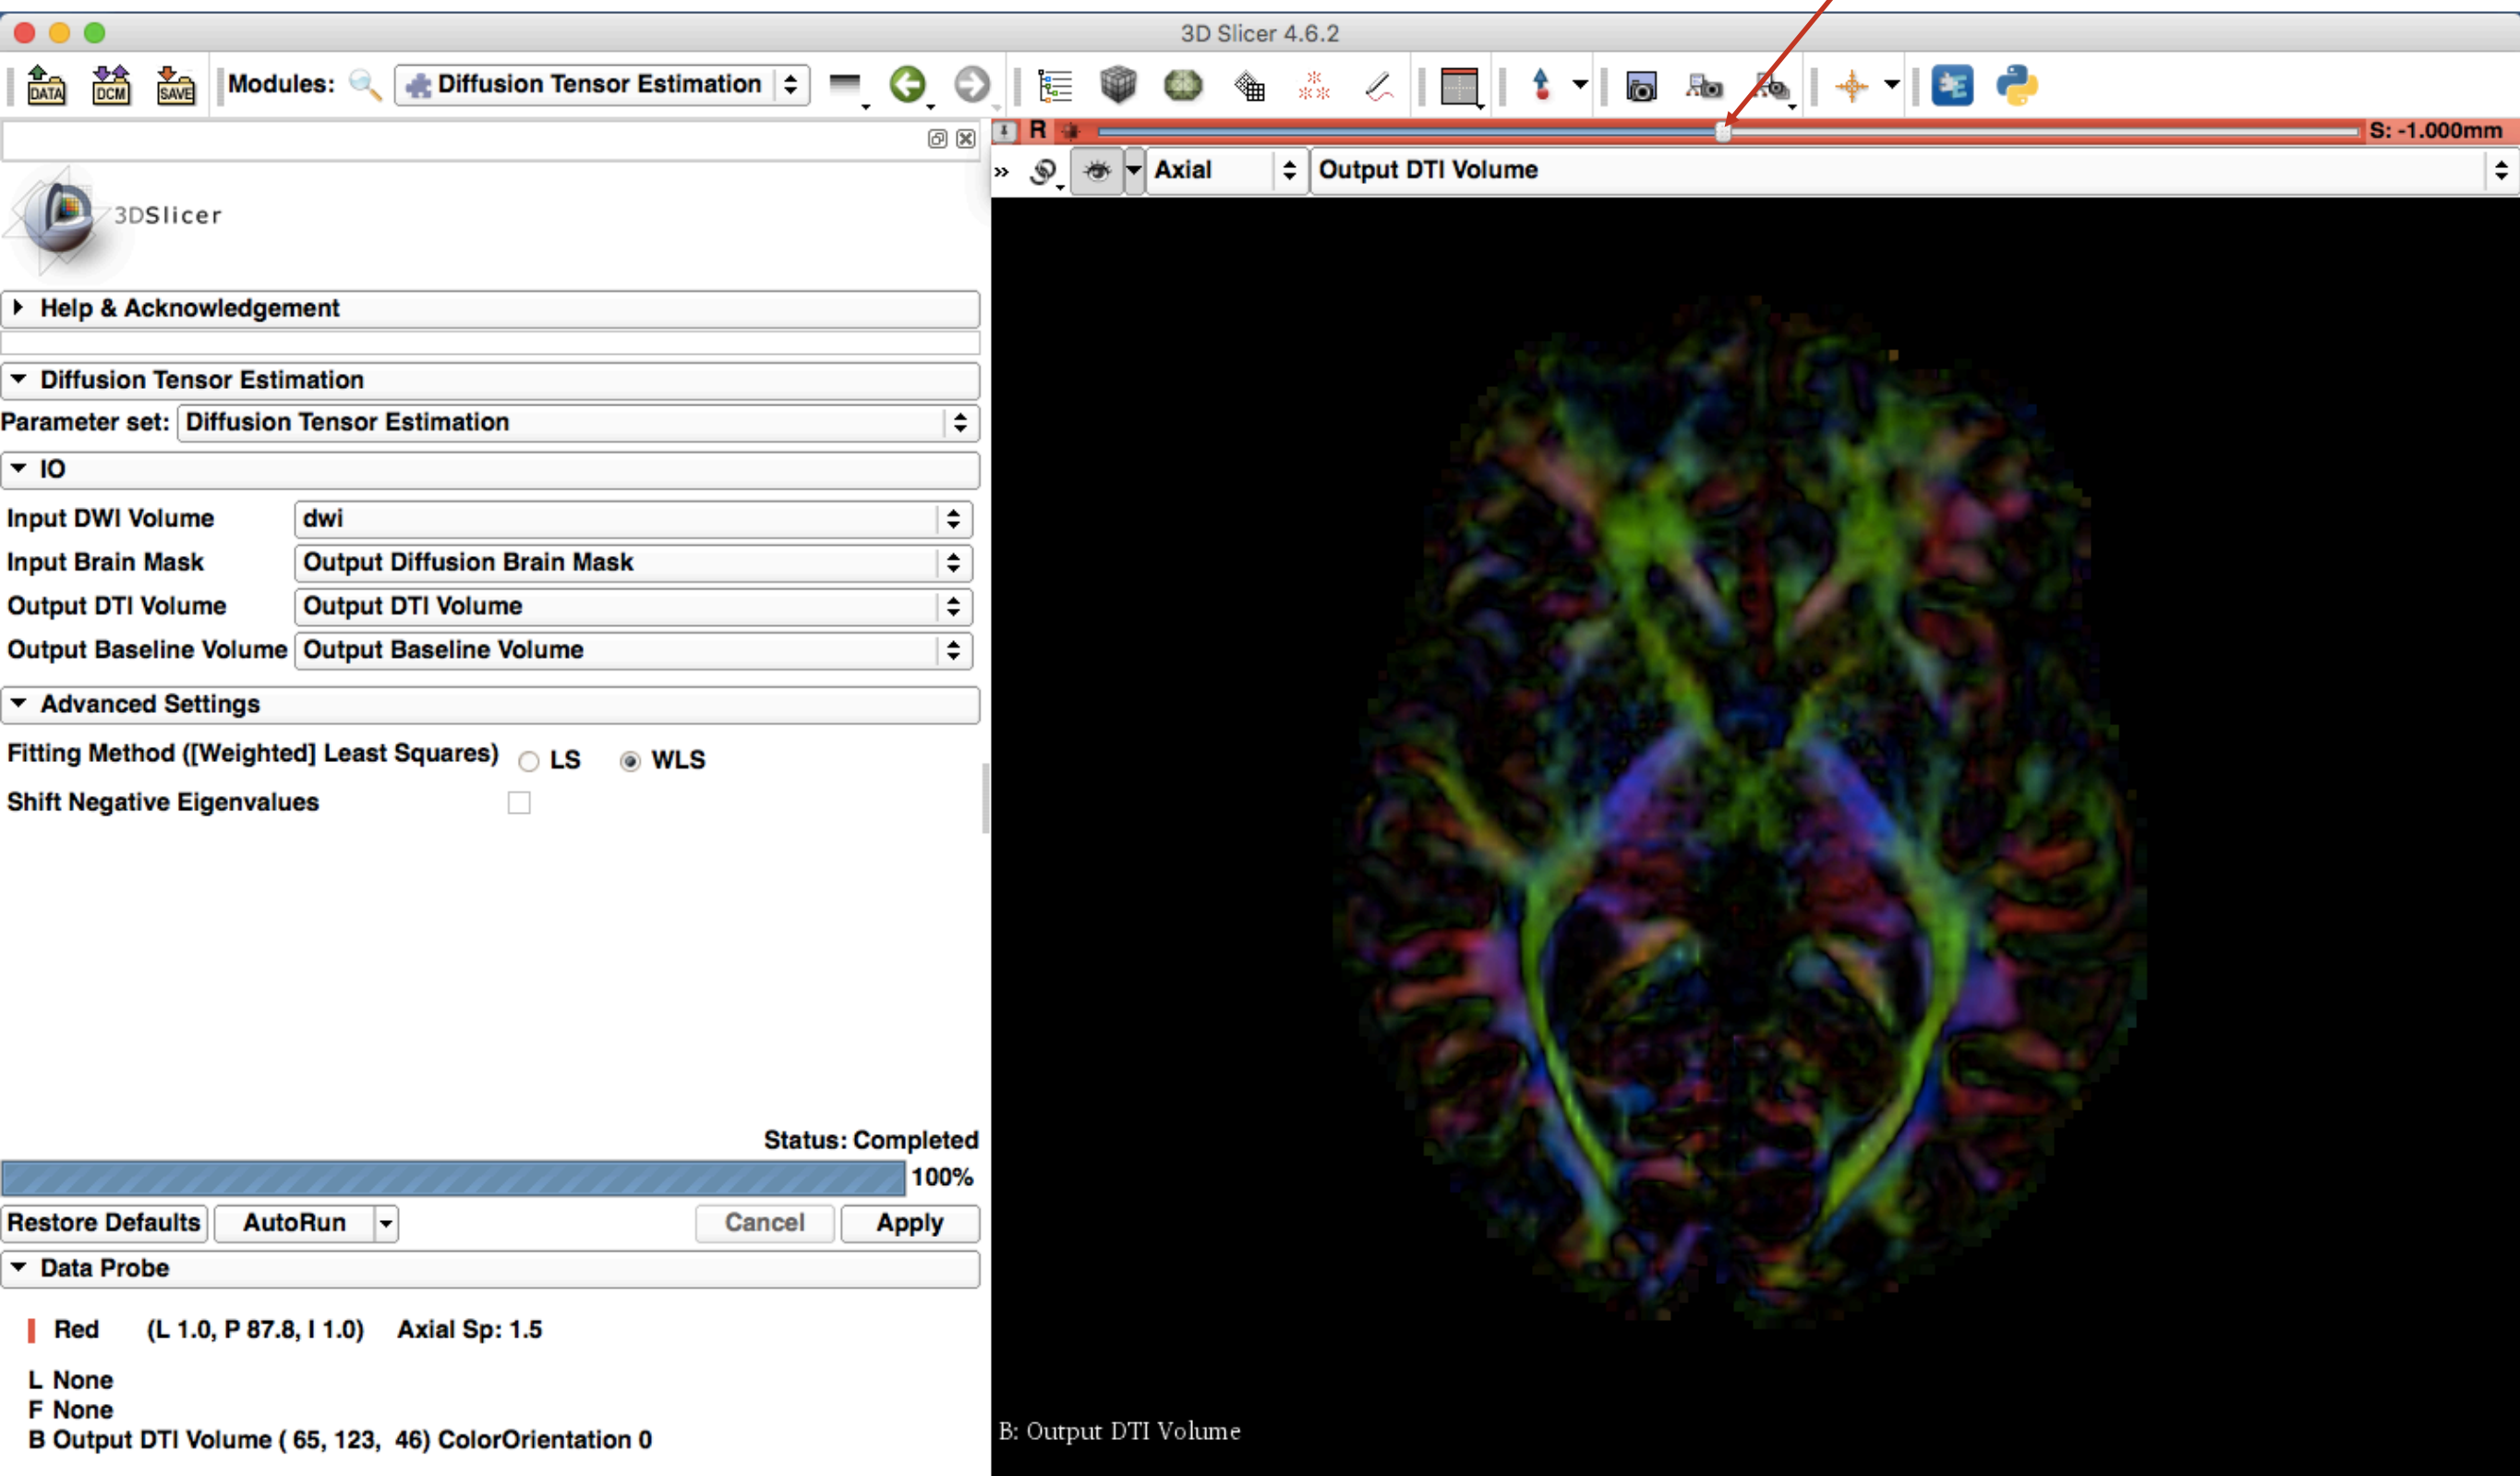 3D Slicer 4.6.2
DATA DCM SAVE Modules: Diffusion Tensor Estimation
R S: -1.000mm
» Axial Output DTI Volume
3DSlicer
Help & Acknowledgement
Diffusion Tensor Estimation
Parameter set: Diffusion Tensor Estimation
IO
Input DWI Volume dwi
Input Brain Mask Output Diffusion Brain Mask
Output DTI Volume Output DTI Volume
Output Baseline Volume Output Baseline Volume
Advanced Settings
Fitting Method ([Weighted] Least Squares) LS WLS
Shift Negative Eigenvalues
Status: Completed
100%
Restore Defaults AutoRun Cancel Apply
Data Probe
Red (L 1.0, P 87.8, I 1.0) Axial Sp: 1.5
L None
F None
B Output DTI Volume ( 65, 123, 46) ColorOrientation 0
B: Output DTI Volume